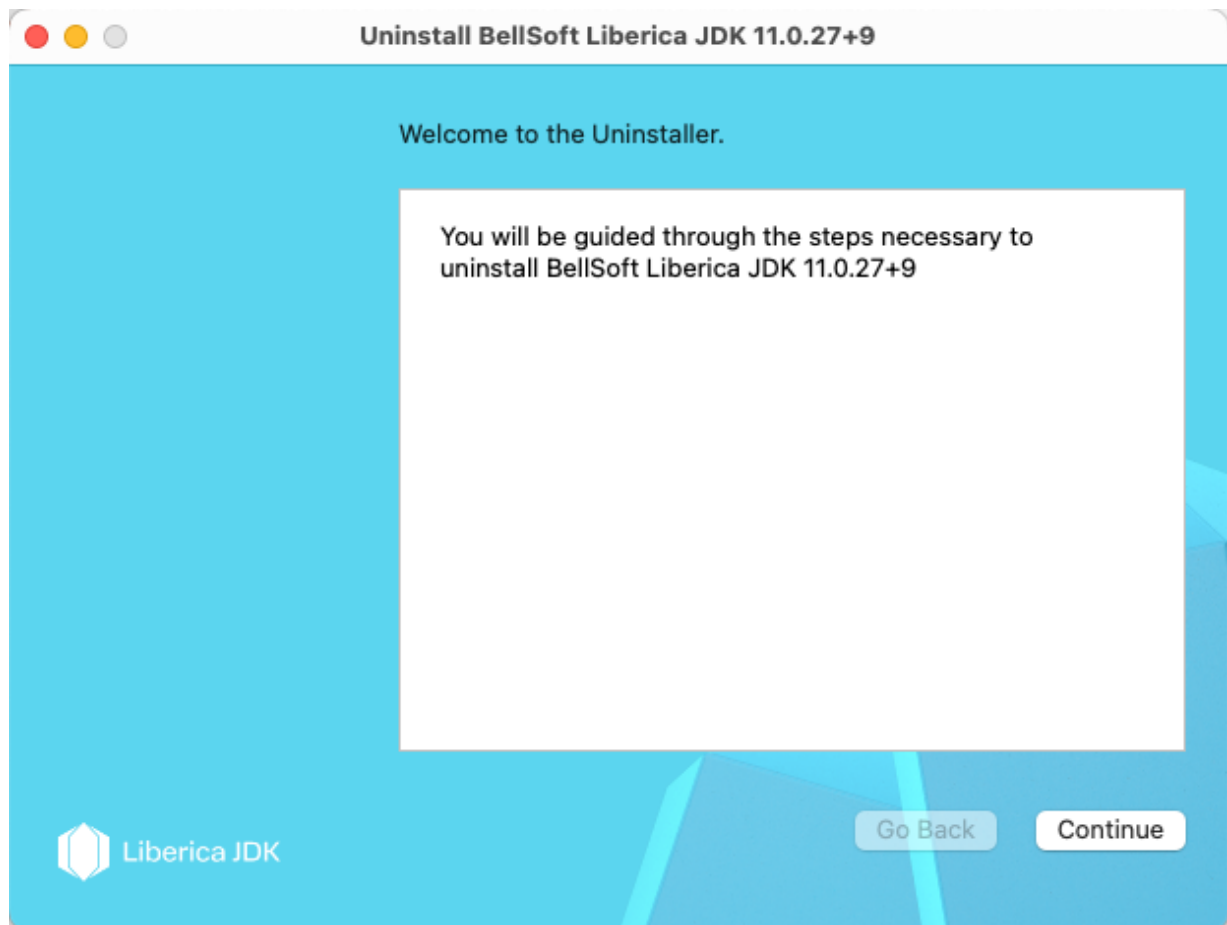 Uninstall BellSoft Liberica JDK 11.0.27+9
Welcome to the Uninstaller.
You will be guided through the steps necessary to
uninstall BellSoft Liberica JDK 11.0.27+9
Go Back
Continue
Liberica JDK